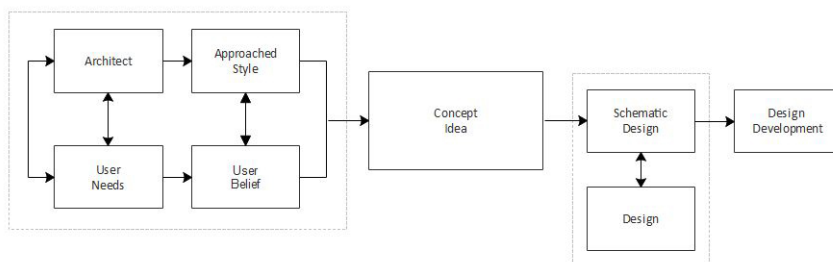 Architect
Approached
Style
User
Needs
User
Belief
Concept
Idea
Schematic
Design
Design
Design
Development